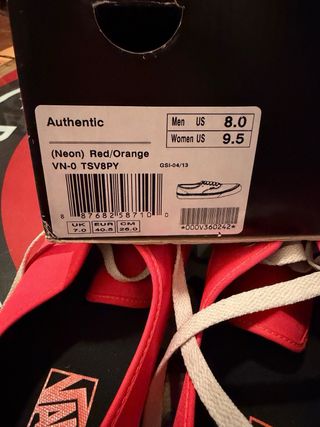 Authentic
Men US 8.0
Women US 9.5
(Neon) Red/Orange
VN-0 TSV8PY
GSI-04/13
8 87682 58710 0
UK EUR CM
7.0 40.5 26.0
*000V360242*
VANS